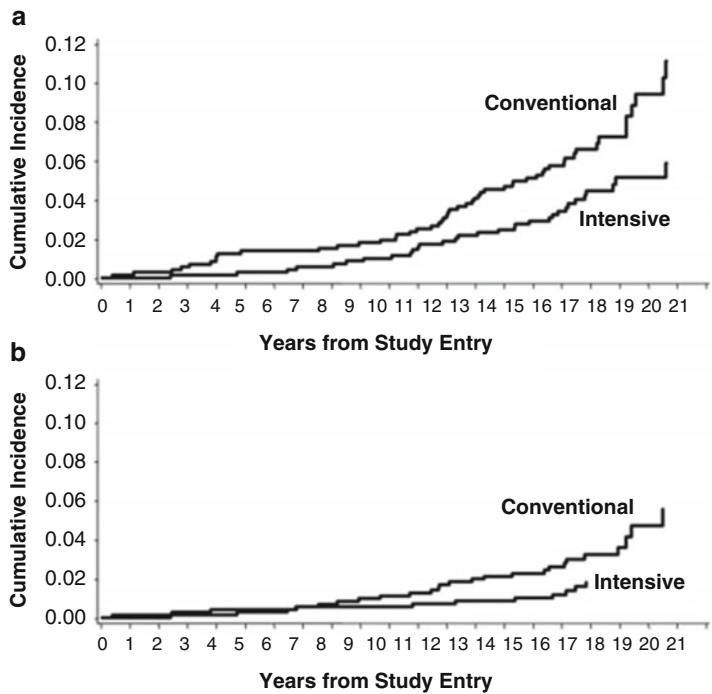 a
0.12
0.10
0.08
0.06
0.04
0.02
0.00
Cumulative Incidence
Conventional
Intensive
0 1 2 3 4 5 6 7 8 9 10 11 12 13 14 15 16 17 18 19 20 21
Years from Study Entry
b
0.12
0.10
0.08
0.06
0.04
0.02
0.00
Cumulative Incidence
Conventional
Intensive
0 1 2 3 4 5 6 7 8 9 10 11 12 13 14 15 16 17 18 19 20 21
Years from Study Entry